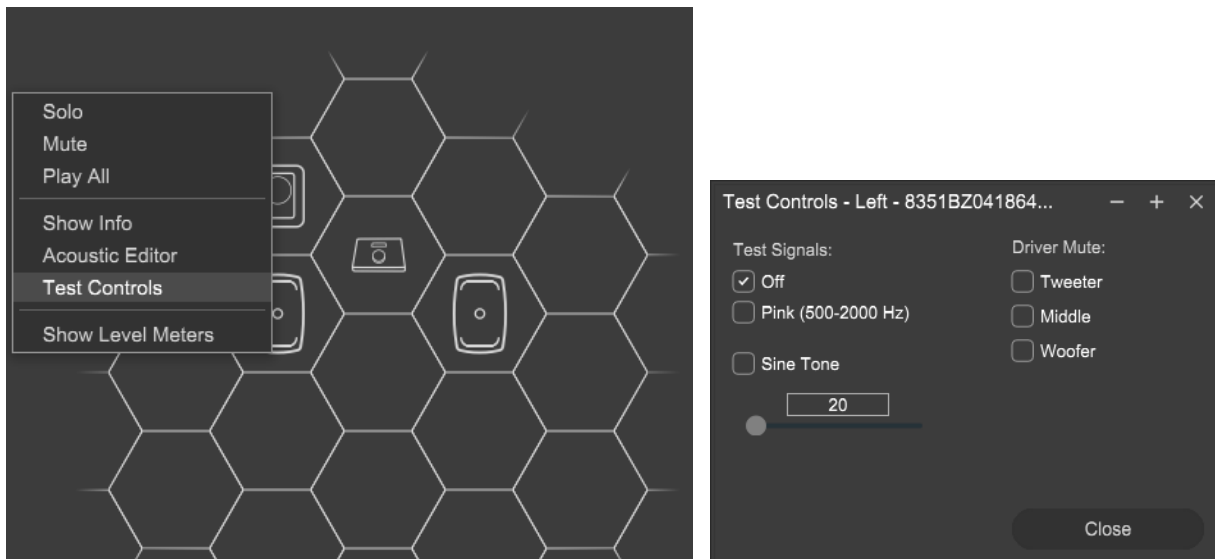 Solo
Mute
Play All
Show Info
Acoustic Editor
Test Controls
Show Level Meters
Test Controls - Left - 8351BZ041864...
Test Signals:
Off
Pink (500-2000 Hz)
Sine Tone
20
Driver Mute:
Tweeter
Middle
Woofer
Close